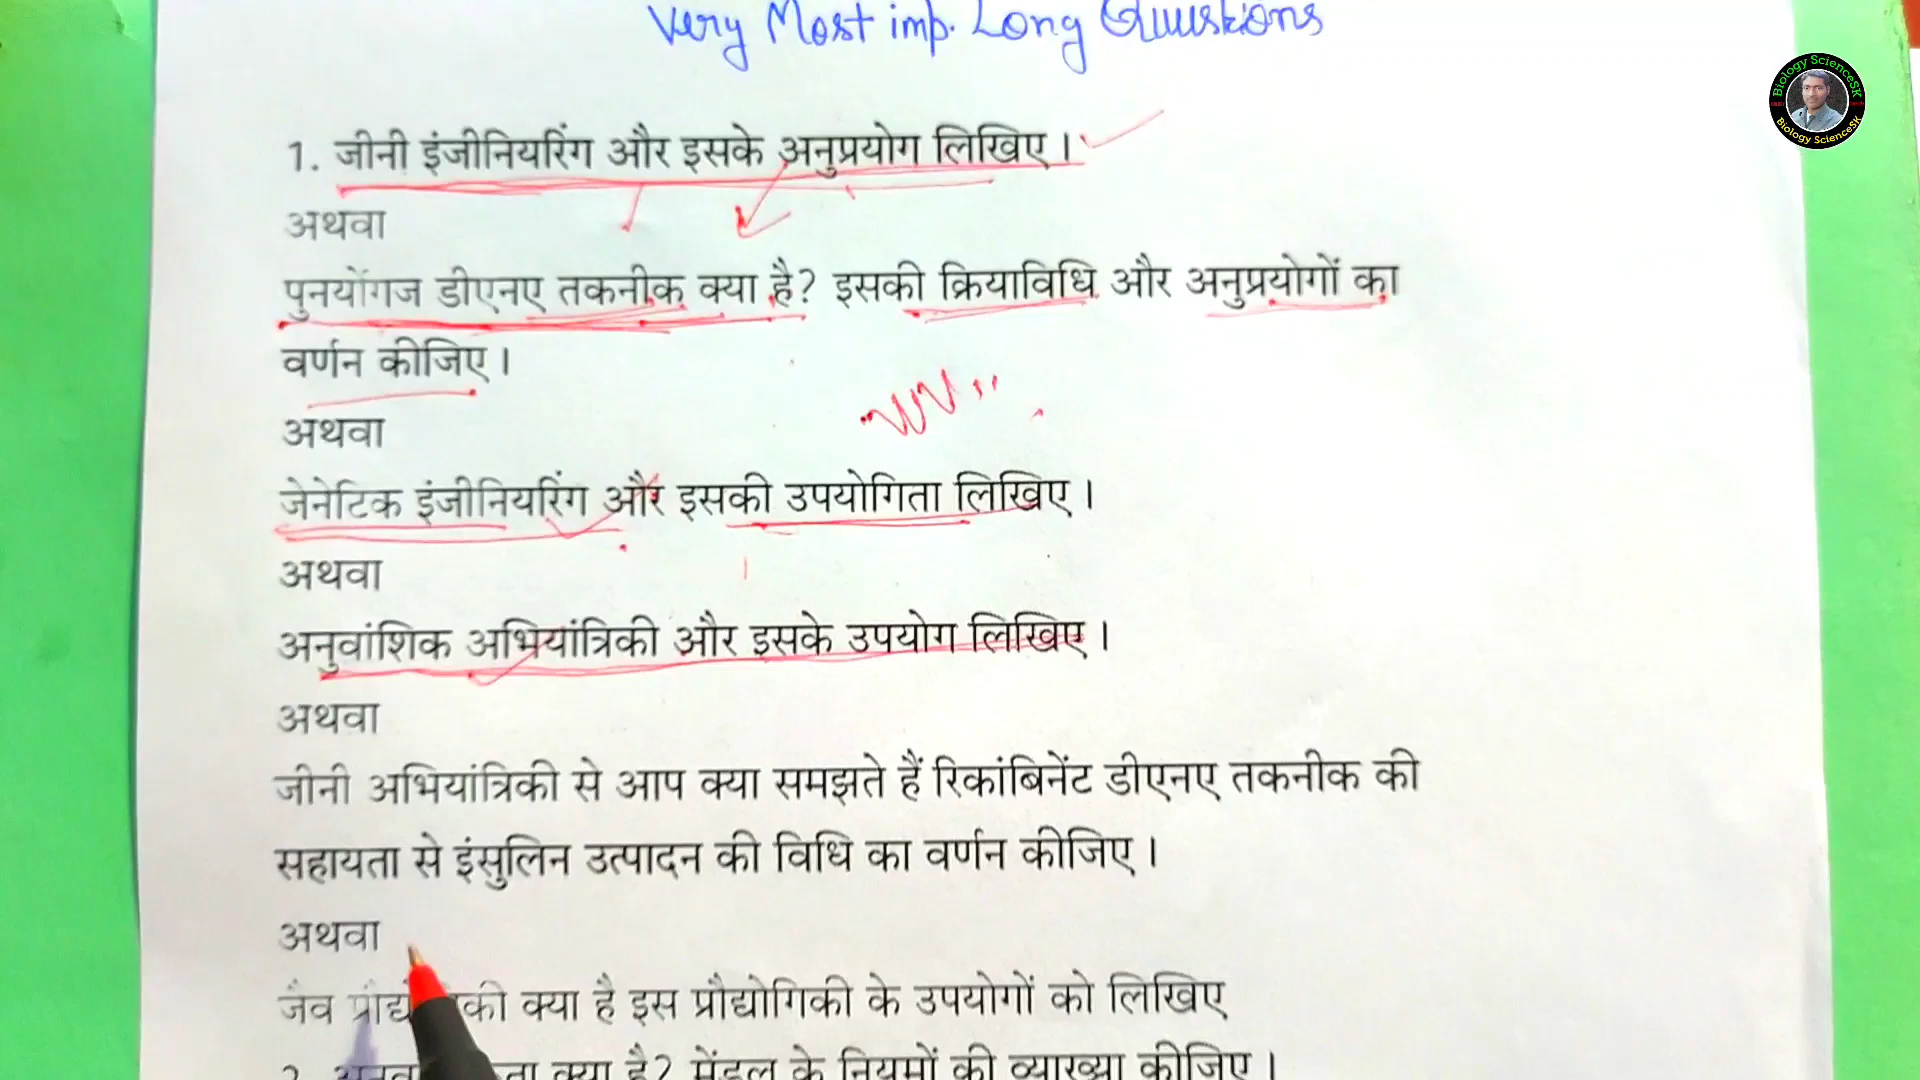 Very Most imp. Long Questions
Biology ScienceSK
Biology ScienceSK
1. जीनी इंजीनियरिंग और इसके अनुप्रयोग लिखिए।
अथवा
पुनर्योगज डीएनए तकनीक क्या है? इसकी क्रियाविधि और अनुप्रयोगों का
वर्णन कीजिए।
अथवा
जेनेटिक इंजीनियरिंग और इसकी उपयोगिता लिखिए।
अथवा
अनुवांशिक अभियांत्रिकी और इसके उपयोग लिखिए।
अथवा
जीनी अभियांत्रिकी से आप क्या समझते हैं रिकांबिनेंट डीएनए तकनीक की
सहायता से इंसुलिन उत्पादन की विधि का वर्णन कीजिए।
अथवा
जैव क्या है इस प्रौद्योगिकी के उपयोगों को लिखिए
क्या है? मेंडल के नियमों की व्याख्या कीजिए।